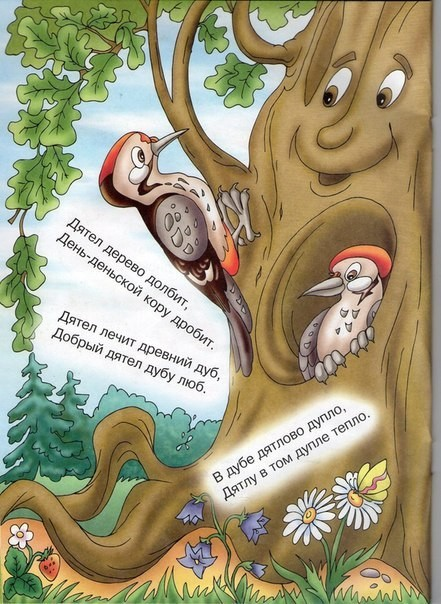 Дятел дерево долбит,
День-деньской кору дробит.
Дятел лечит древний дуб,
Добрый дятел дубу люб.
В дубе дятлово дупло,
Дятлу в том дупле тепло.